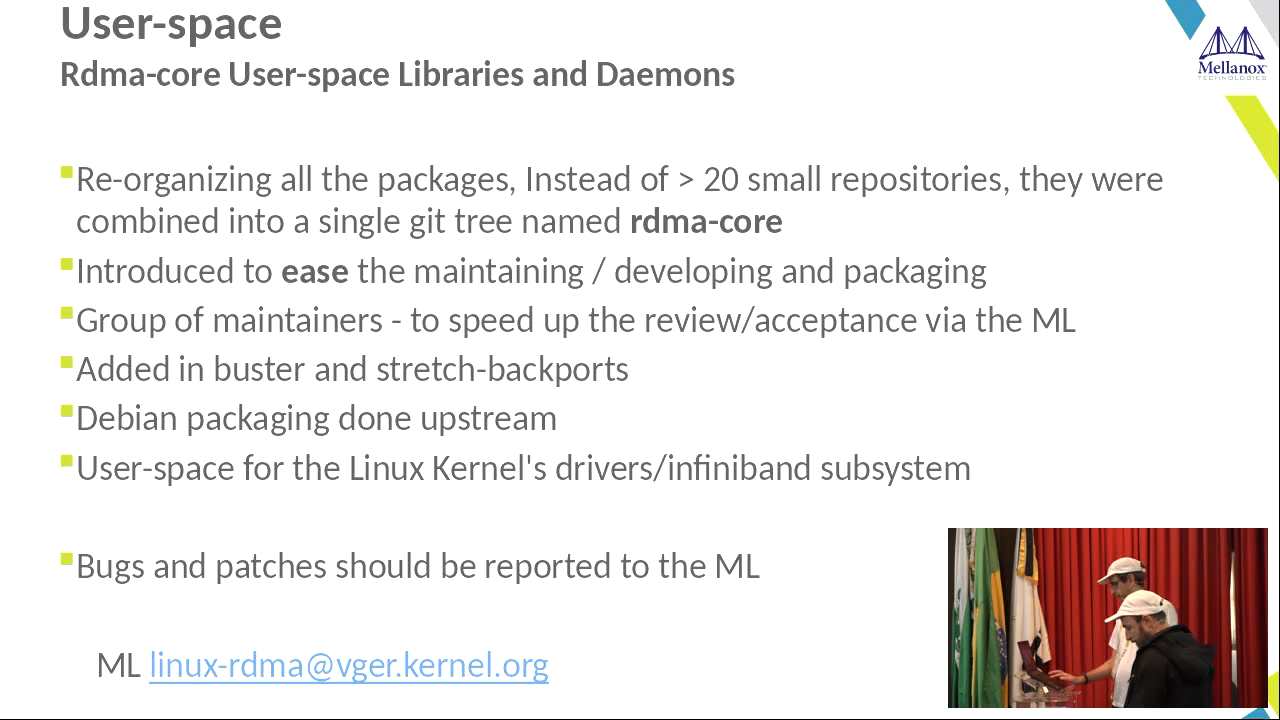 User-space
Rdma-core User-space Libraries and Daemons
Mellanox
TECHNOLOGIES
Re-organizing all the packages, Instead of > 20 small repositories, they were
combined into a single git tree named rdma-core
Introduced to ease the maintaining / developing and packaging
Group of maintainers - to speed up the review/acceptance via the ML
Added in buster and stretch-backports
Debian packaging done upstream
User-space for the Linux Kernel's drivers/infiniband subsystem
Bugs and patches should be reported to the ML
ML linux-rdma@vger.kernel.org